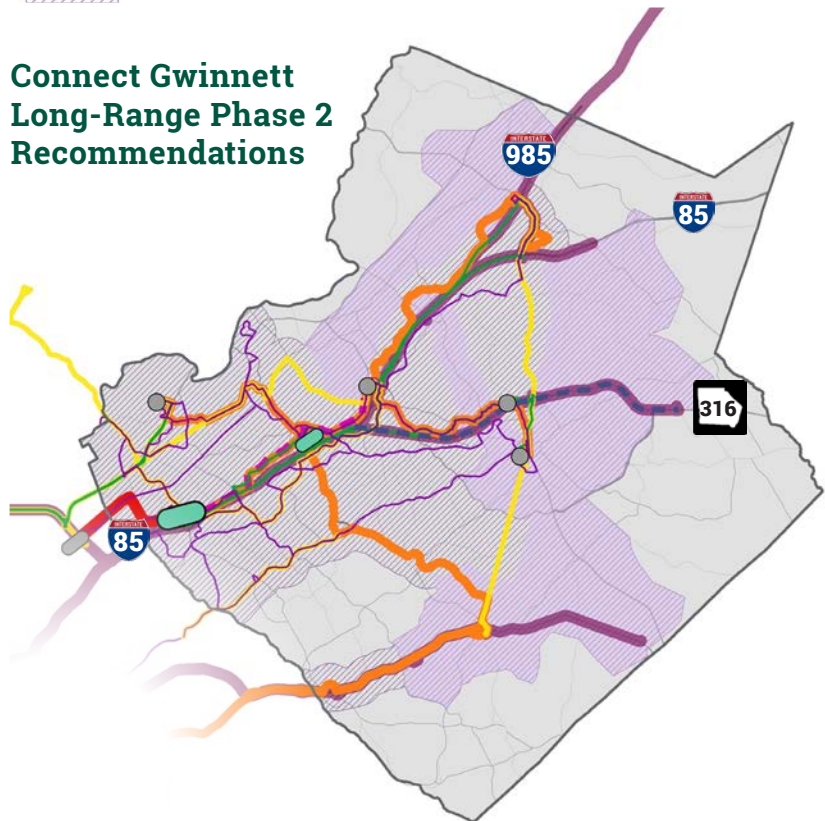 Connect Gwinnett
Long-Range Phase 2
Recommendations
INTERSTATE
985
INTERSTATE
85
316
INTERSTATE
85